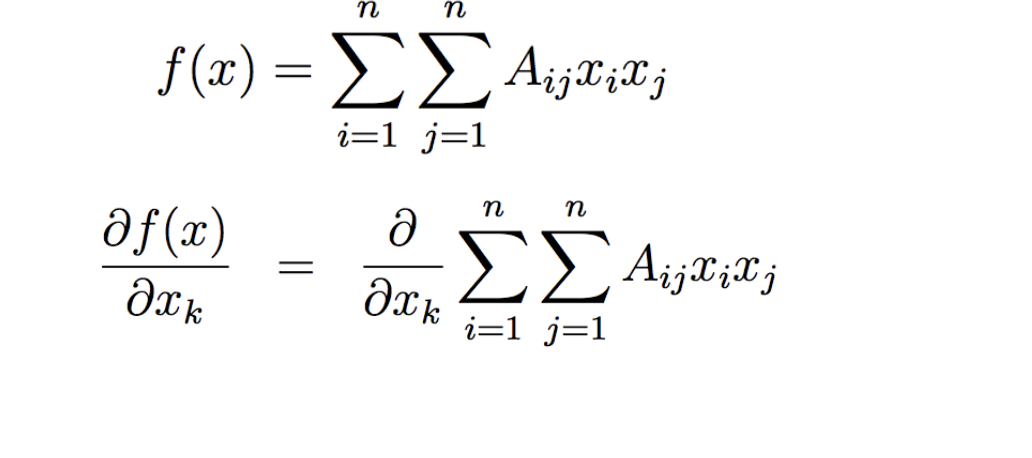 f(x) = \sum_{i=1}^{n} \sum_{j=1}^{n} A_{ij} x_i x_j
\frac{\partial f(x)}{\partial x_k} = \frac{\partial}{\partial x_k} \sum_{i=1}^{n} \sum_{j=1}^{n} A_{ij} x_i x_j